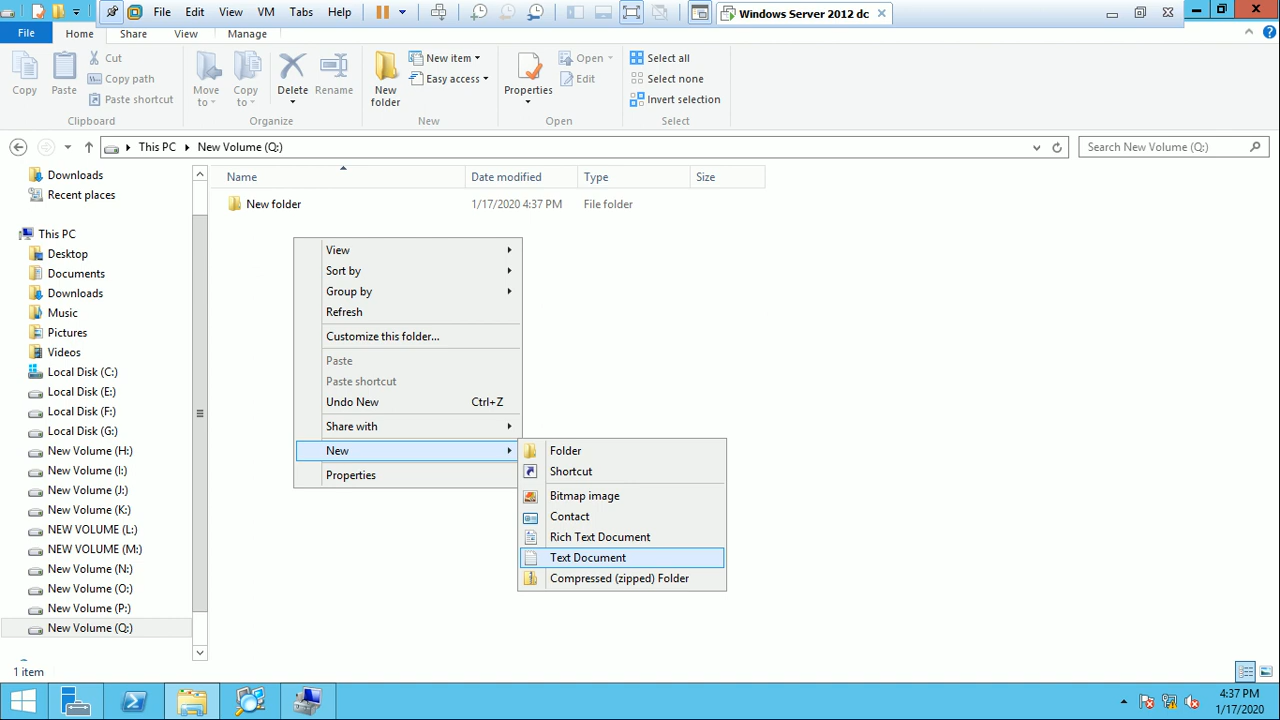 File Edit View VM Tabs Help
Windows Server 2012 dc
File Home Share View Manage
Copy
Paste
Cut
Copy path
Paste shortcut
Clipboard
Move to
Copy to
Delete
Rename
Organize
New folder
New item
Easy access
New
Properties
Open
Edit
Open
Select all
Select none
Invert selection
Select
This PC New Volume (Q:)
Search New Volume (Q:)
Downloads
Recent places
This PC
Desktop
Documents
Downloads
Music
Pictures
Videos
Local Disk (C:)
Local Disk (E:)
Local Disk (F:)
Local Disk (G:)
New Volume (H:)
New Volume (I:)
New Volume (J:)
New Volume (K:)
NEW VOLUME (L:)
NEW VOLUME (M:)
New Volume (N:)
New Volume (O:)
New Volume (P:)
New Volume (Q:)
Name Date modified Type Size
New folder 1/17/2020 4:37 PM File folder
View
Sort by
Group by
Refresh
Customize this folder...
Paste
Paste shortcut
Undo New Ctrl+Z
Share with
New
Properties
Folder
Shortcut
Bitmap image
Contact
Rich Text Document
Text Document
Compressed (zipped) Folder
1 item
4:37 PM
1/17/2020